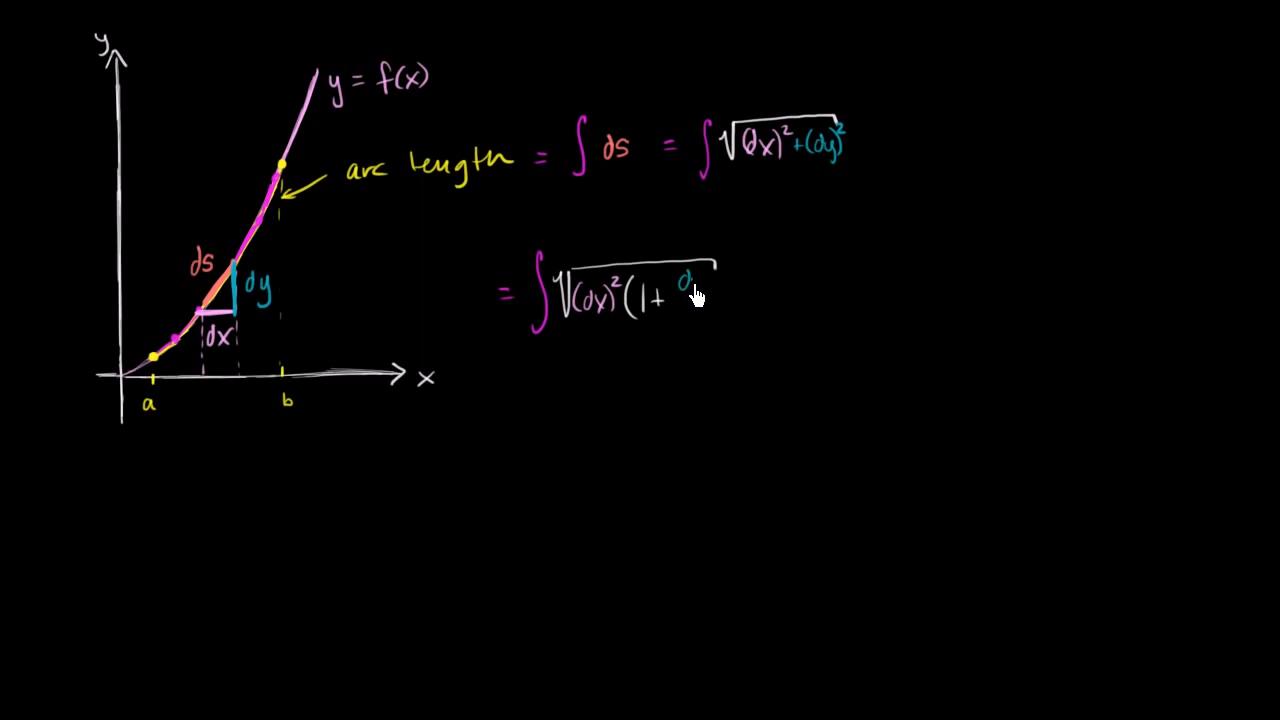 y
y = f(x)
arc length = ∫ ds = ∫ √(dx)² + (dy)²
ds
dy
= ∫ √(dx)² (1 + d
dx
x
a
b